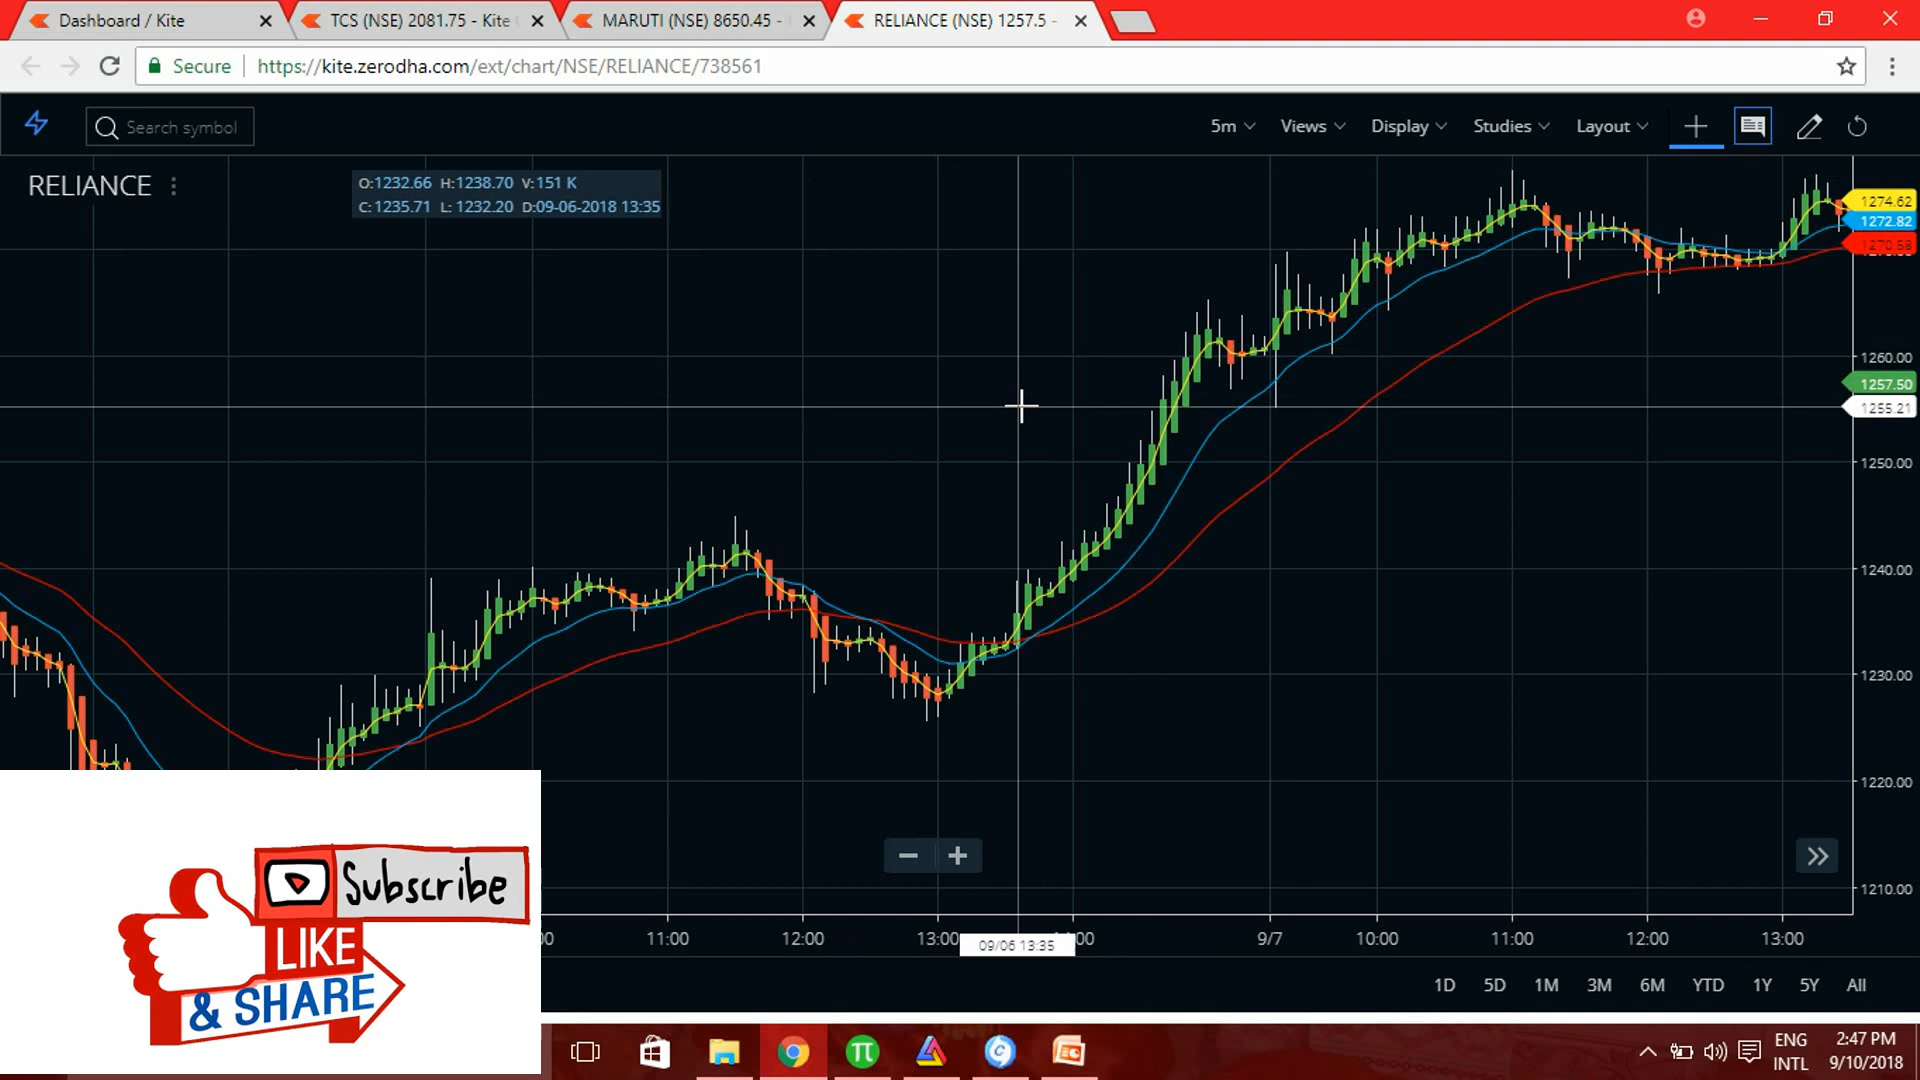 Dashboard / Kite
TCS (NSE) 2081.75 - Kite
MARUTI (NSE) 8650.45 -
RELIANCE (NSE) 1257.5 -
Secure
https://kite.zerodha.com/ext/chart/NSE/RELIANCE/738561
Search symbol
5m
Views
Display
Studies
Layout
RELIANCE
O:1232.66 H:1238.70 V:151 K
C:1235.71 L: 1232.20 D:09-06-2018 13:35
1274.62
1272.82
1270.58
1260.00
1257.50
1255.21
1250.00
1240.00
1230.00
1220.00
1210.00
Subscribe
LIKE
& SHARE
11:00
12:00
13:00
09/06 13:35
9/7
10:00
11:00
12:00
13:00
1D 5D 1M 3M 6M YTD 1Y 5Y All
ENG
INTL
2:47 PM
9/10/2018